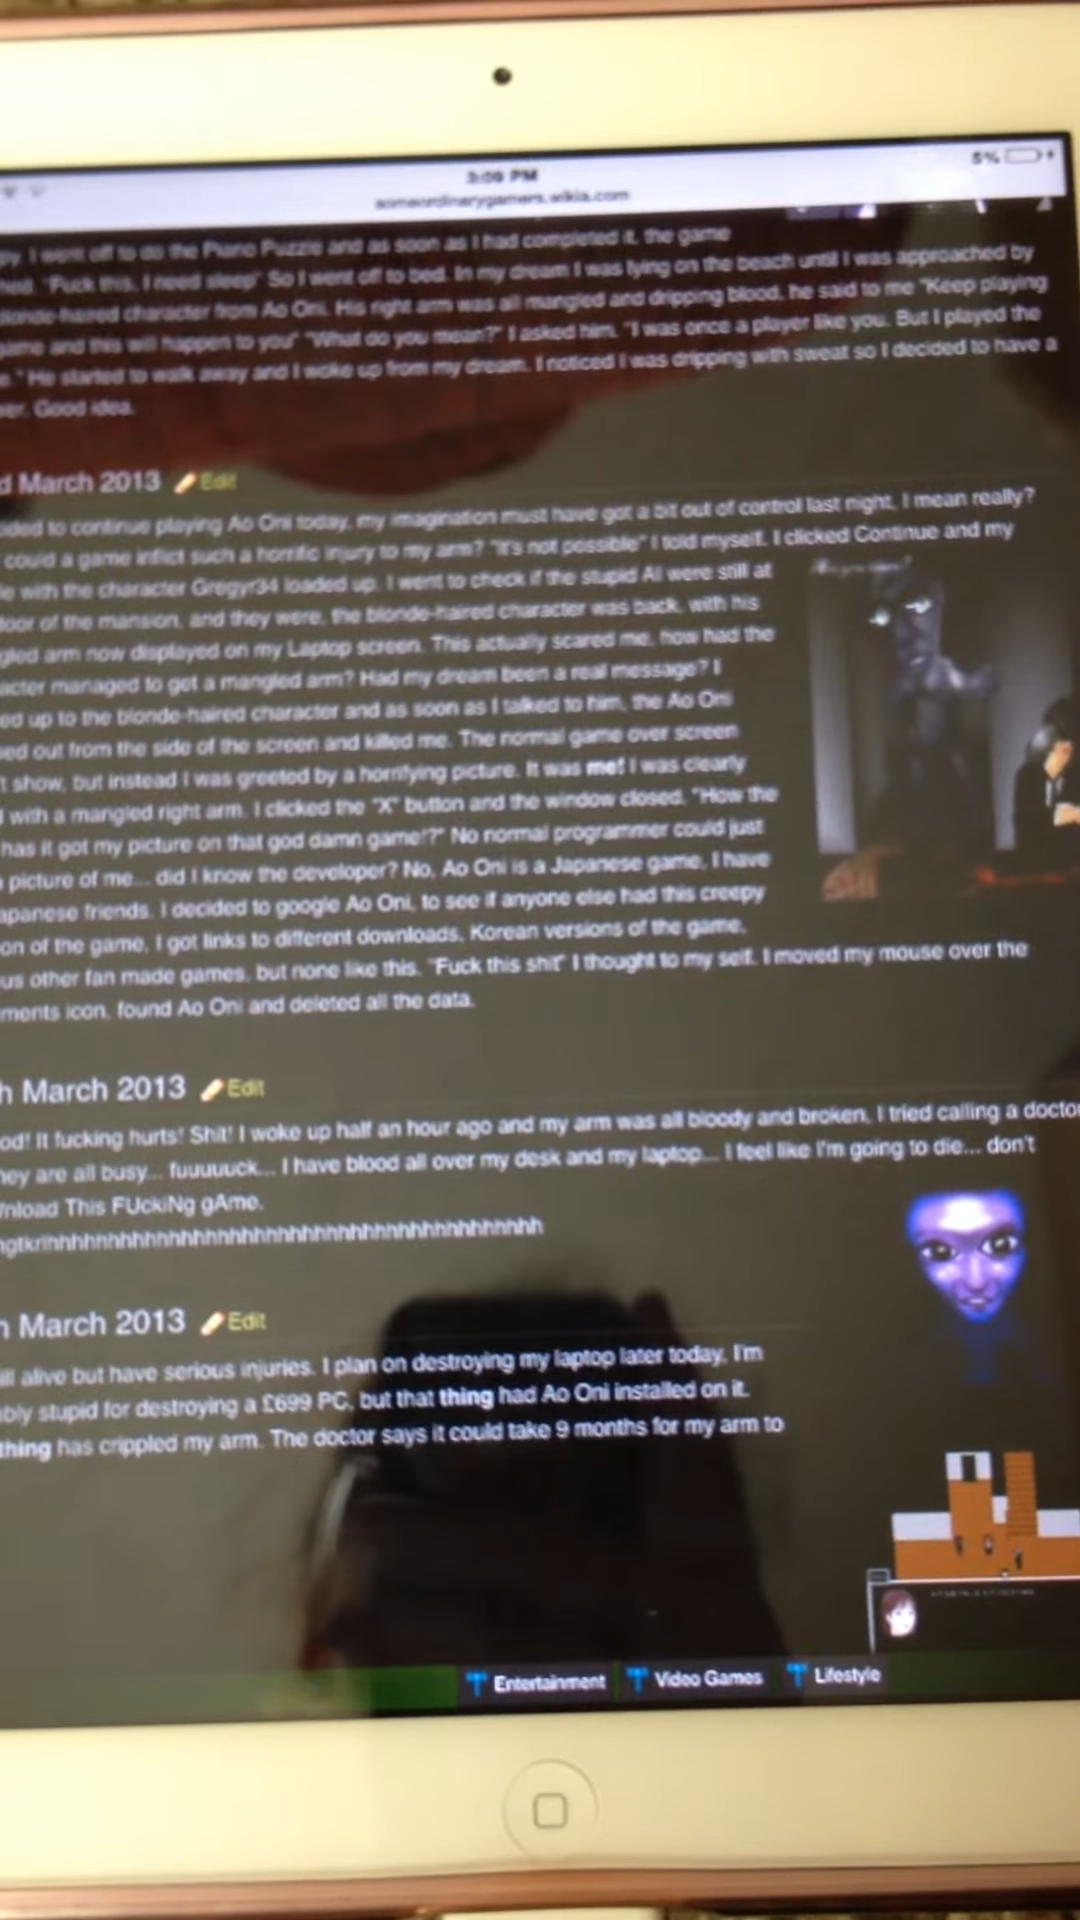 3:09 PM
5%
someordinarygamers.wikia.com
I went off to do the Piano Puzzle and as soon as I had completed it, the game
"Fuck this, I need sleep" So I went off to bed. In my dream I was lying on the beach until I was approached by
blonde-haired character from Ao Oni. His right arm was all mangled and dripping blood, he said to me "Keep playing
and this will happen to you" "What do you mean?" I asked him. "I was once a player like you. But I played the
." He started to walk away and I woke up from my dream. I noticed I was dripping with sweat so I decided to have a
er. Good idea.
d March 2013 Edit
ded to continue playing Ao Oni today, my imagination must have got a bit out of control last night, I mean really?
could a game inflict such a horrific injury to my arm? "It's not possible" I told myself. I clicked Continue and my
e with the character Gregyr34 loaded up. I went to check if the stupid AI were still at
loor of the mansion, and they were, the blonde-haired character was back, with his
gled arm now displayed on my Laptop screen. This actually scared me, how had the
acter managed to get a mangled arm? Had my dream been a real message? I
ed up to the blonde-haired character and as soon as I talked to him, the Ao Oni
ed out from the side of the screen and killed me. The normal game over screen
t show, but instead I was greeted by a horrifying picture. It was me! I was clearly
with a mangled right arm. I clicked the "X" button and the window closed. "How the
has it got my picture on that god damn game!?" No normal programmer could just
picture of me... did I know the developer? No, Ao Oni is a Japanese game, I have
apanese friends. I decided to google Ao Oni, to see if anyone else had this creepy
on of the game, I got links to different downloads, Korean versions of the game,
us other fan made games, but none like this. "Fuck this shit" I thought to my self. I moved my mouse over the
ments icon, found Ao Oni and deleted all the data.
h March 2013 Edit
od! It fucking hurts! Shit! I woke up half an hour ago and my arm was all bloody and broken, I tried calling a doctor
hey are all busy... fuuuuuck... I have blood all over my desk and my laptop... I feel like I'm going to die... don't
nload This FUckiNg gAme.
h March 2013 Edit
ill alive but have serious injuries. I plan on destroying my laptop later today, I'm
bly stupid for destroying a £699 PC, but that thing had Ao Oni installed on it.
thing has crippled my arm. The doctor says it could take 9 months for my arm to
Entertainment Video Games Lifestyle